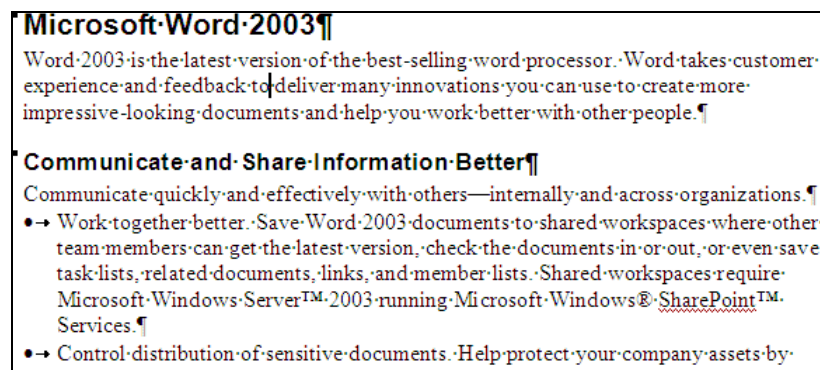 Microsoft Word 2003¶
Word 2003 is the latest version of the best-selling word processor. Word takes customer
experience and feedback to deliver many innovations you can use to create more
impressive-looking documents and help you work better with other people.¶
Communicate and Share Information Better¶
Communicate quickly and effectively with others—internally and across organizations.¶
•→ Work together better. Save Word 2003 documents to shared workspaces where other
team members can get the latest version, check the documents in or out, or even save
task lists, related documents, links, and member lists. Shared workspaces require
Microsoft Windows Server™ 2003 running Microsoft Windows® SharePoint™
Services.¶
•→ Control distribution of sensitive documents. Help protect your company assets by